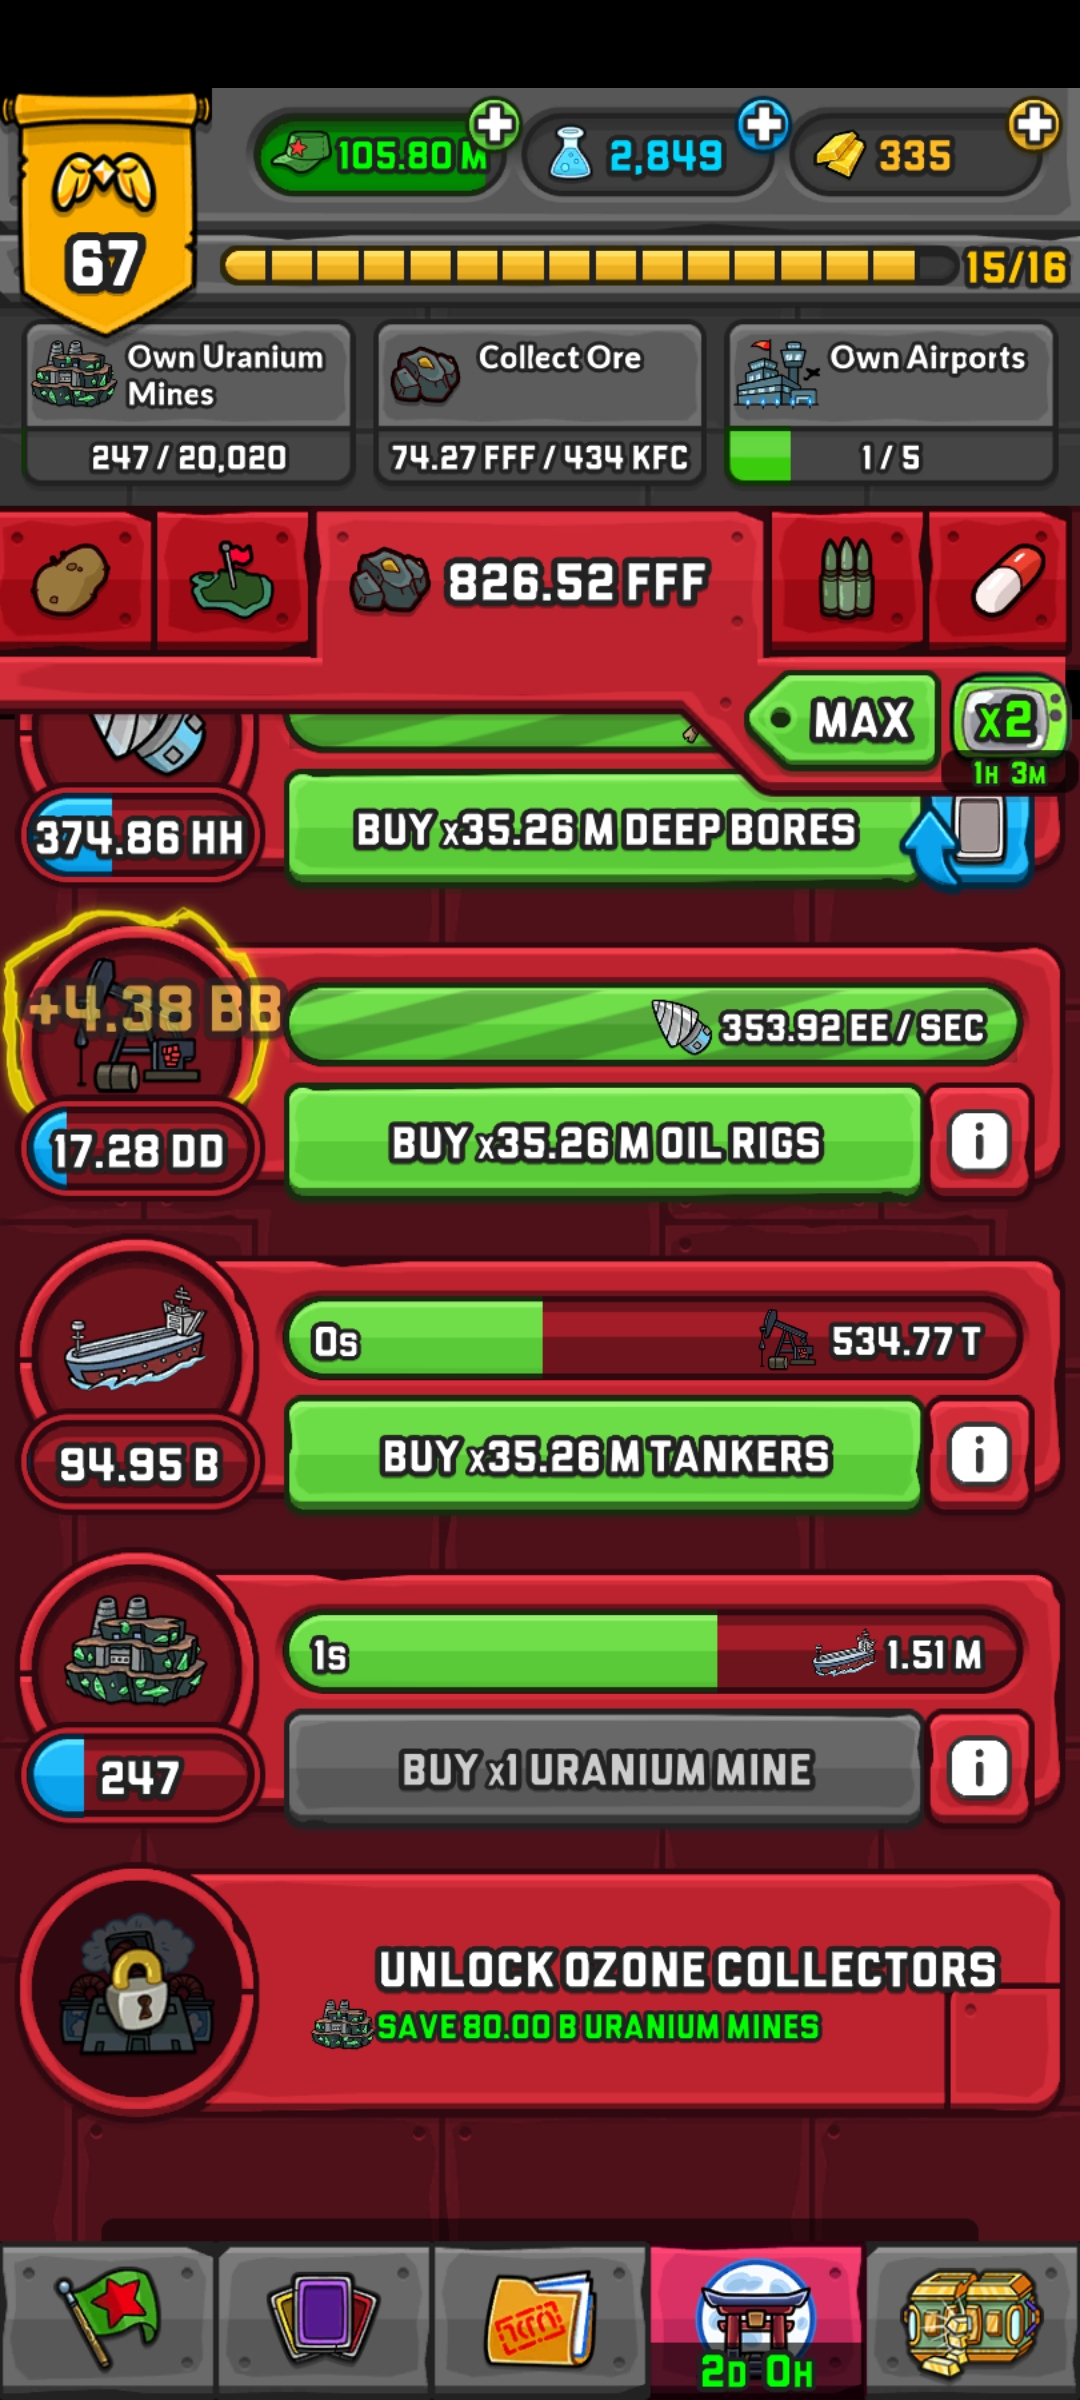 105.80 M
2,849
335
67
15/16
Own Uranium
Mines
247 / 20,020
Collect Ore
74.27 FFF / 434 KFC
Own Airports
1 / 5
826.52 FFF
MAX
x2
1H 3M
374.86 HH
BUY x35.26 M DEEP BORES
+4.38 BB
353.92 EE / SEC
17.28 DD
BUY x35.26 M OIL RIGS
i
0s
534.77 T
94.95 B
BUY x35.26 M TANKERS
i
1s
1.51 M
247
BUY x1 URANIUM MINE
i
UNLOCK OZONE COLLECTORS
SAVE 80.00 B URANIUM MINES
2D 0H